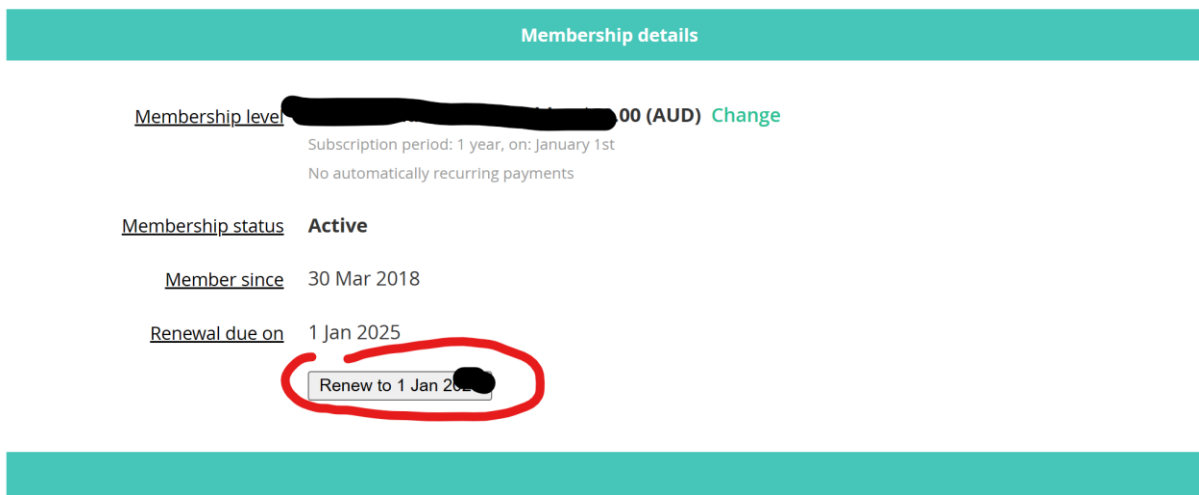 Membership details
Membership level .00 (AUD) Change
Subscription period: 1 year, on: January 1st
No automatically recurring payments
Membership status Active
Member since 30 Mar 2018
Renewal due on 1 Jan 2025
Renew to 1 Jan